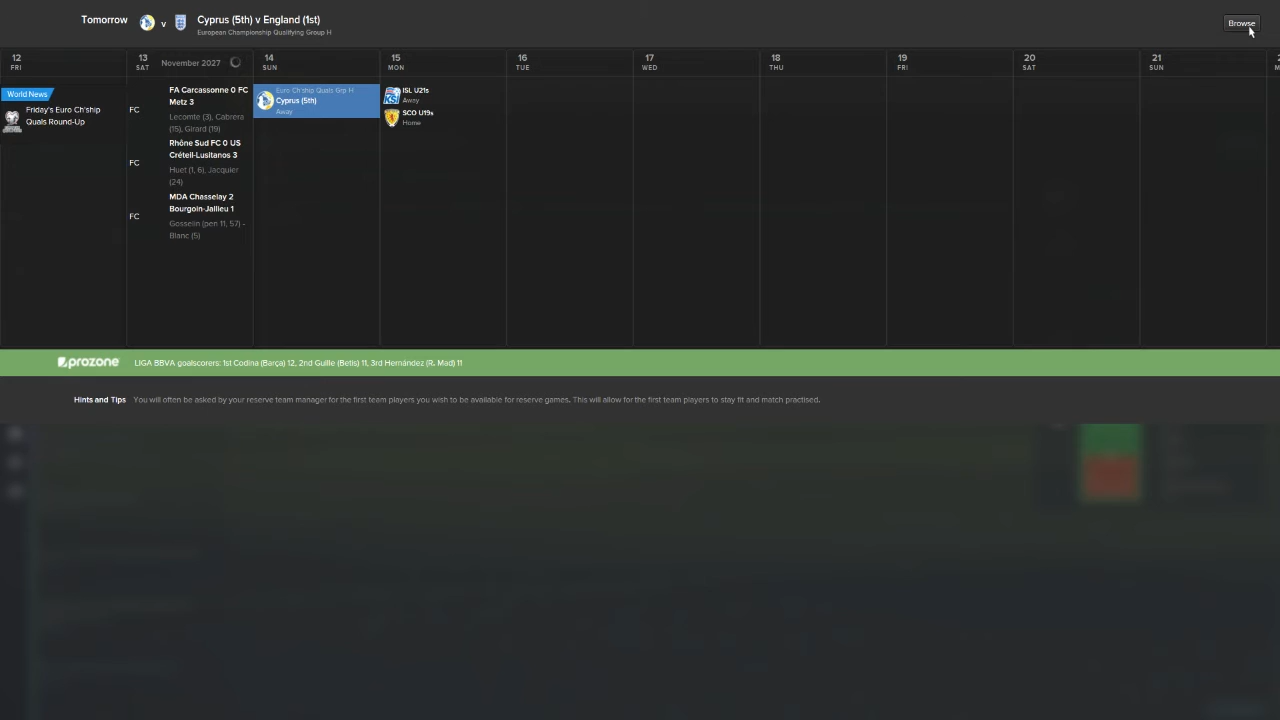 Tomorrow
v
Cyprus (5th) v England (1st)
European Championship Qualifying Group H
Browse
12
FRI
13
SAT
November 2027
14
SUN
15
MON
16
TUE
17
WED
18
THU
19
FRI
20
SAT
21
SUN
World News
Friday's Euro Ch'ship
Quals Round-Up
FC
FA Carcassonne 0 FC
Metz 3
Lecomte (3), Cabrera
(15), Girard (19)
FC
Rhône Sud FC 0 US
Créteil-Lusitanos 3
Huet (1, 6), Jacquier
(24)
FC
MDA Chasselay 2
Bourgoin-Jallieu 1
Gosselin (pen 11, 57) -
Blanc (5)
Euro Ch'ship Quals Grp H
Cyprus (5th)
Away
ISL U21s
Away
SCO U19s
Home
prozone
LIGA BBVA goalscorers: 1st Codina (Barça) 12, 2nd Guille (Betis) 11, 3rd Hernández (R. Mad) 11
Hints and Tips
You will often be asked by your reserve team manager for the first team players you wish to be available for reserve games. This will allow for the first team players to stay fit and match practised.